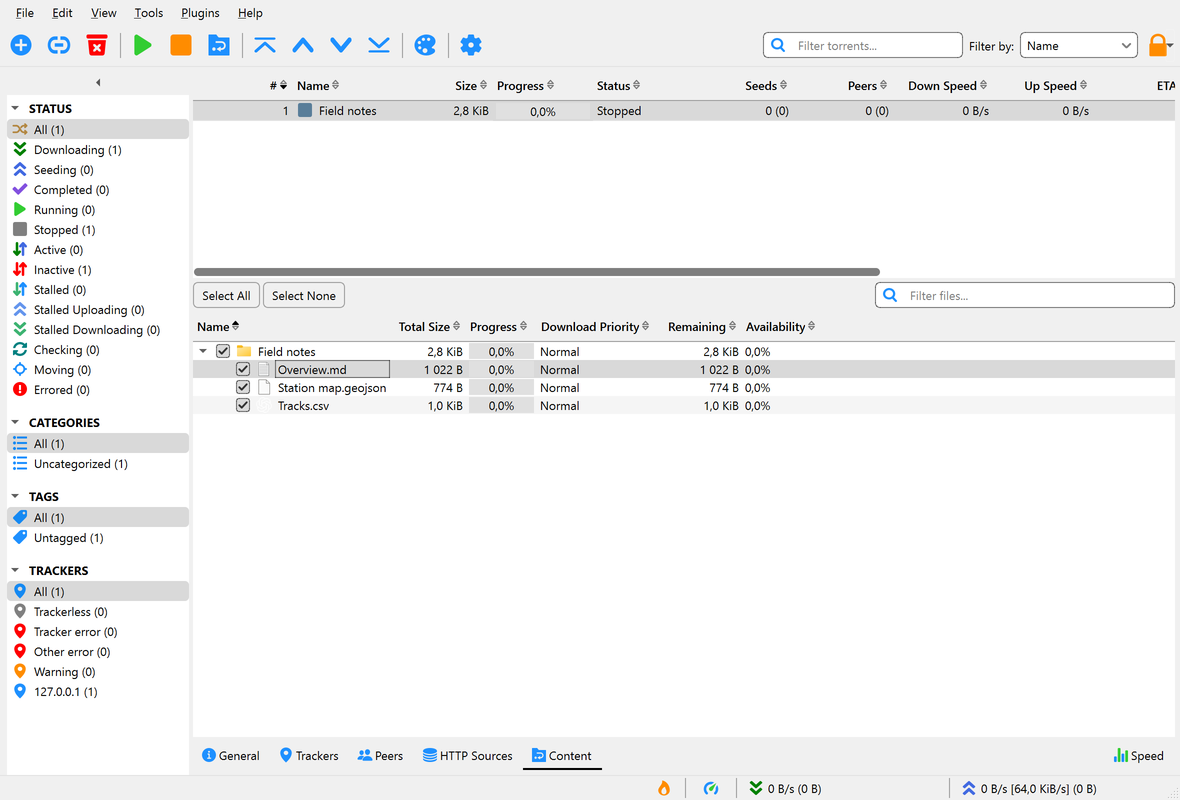 File Edit View Tools Plugins Help
Filter torrents... Filter by: Name
# Name Size Progress Status Seeds Peers Down Speed Up Speed ETA
1 Field notes 2,8 KiB 0,0% Stopped 0 (0) 0 (0) 0 B/s 0 B/s
STATUS
All (1)
Downloading (1)
Seeding (0)
Completed (0)
Running (0)
Stopped (1)
Active (0)
Inactive (1)
Stalled (0)
Stalled Uploading (0)
Stalled Downloading (0)
Checking (0)
Moving (0)
Errored (0)
CATEGORIES
All (1)
Uncategorized (1)
TAGS
All (1)
Untagged (1)
TRACKERS
All (1)
Trackerless (0)
Tracker error (0)
Other error (0)
Warning (0)
127.0.0.1 (1)
Select All Select None Filter files...
Name Total Size Progress Download Priority Remaining Availability
Field notes 2,8 KiB 0,0% Normal 2,8 KiB 0,0%
Overview.md 1 022 B 0,0% Normal 1 022 B 0,0%
Station map.geojson 774 B 0,0% Normal 774 B 0,0%
Tracks.csv 1,0 KiB 0,0% Normal 1,0 KiB 0,0%
General Trackers Peers HTTP Sources Content Speed
0 B/s (0 B) 0 B/s [64,0 KiB/s] (0 B)